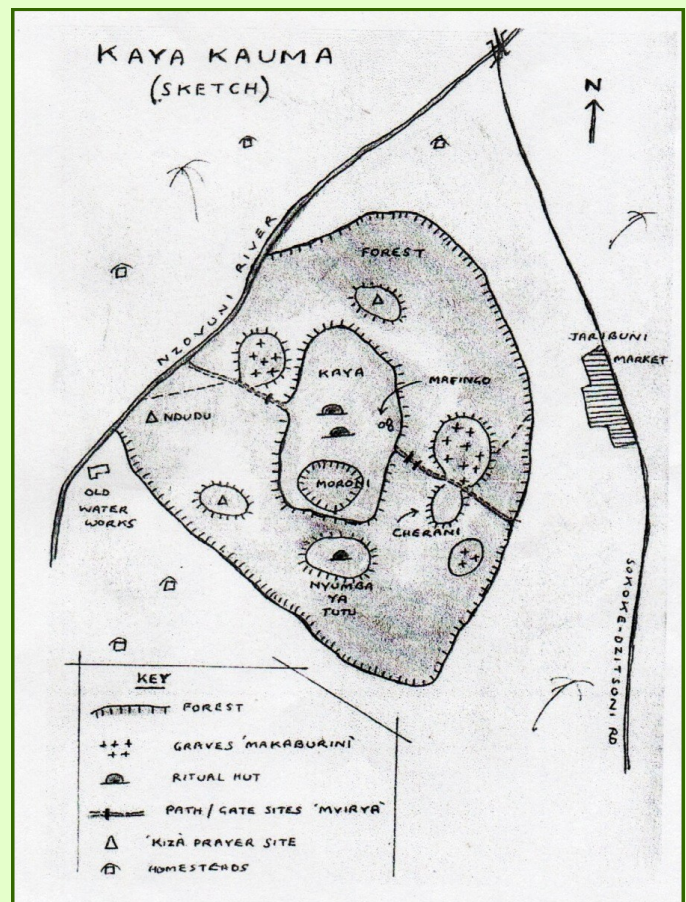 KAYA KAUMA
(SKETCH)
N
NZOVUNI RIVER
FOREST
JARIBUNI
MARKET
KAYA
MAFINGO
NDUDU
MORONI
OLD
WATER
WORKS
CHERANI
NYUMBA
YA
TUTU
SOKOKE-DZITSONI RD
KEY
FOREST
GRAVES 'MAKABURINI'
RITUAL HUT
PATH/GATE SITES 'MVIRYA'
'KIZA' PRAYER SITE
HOMESTEADS